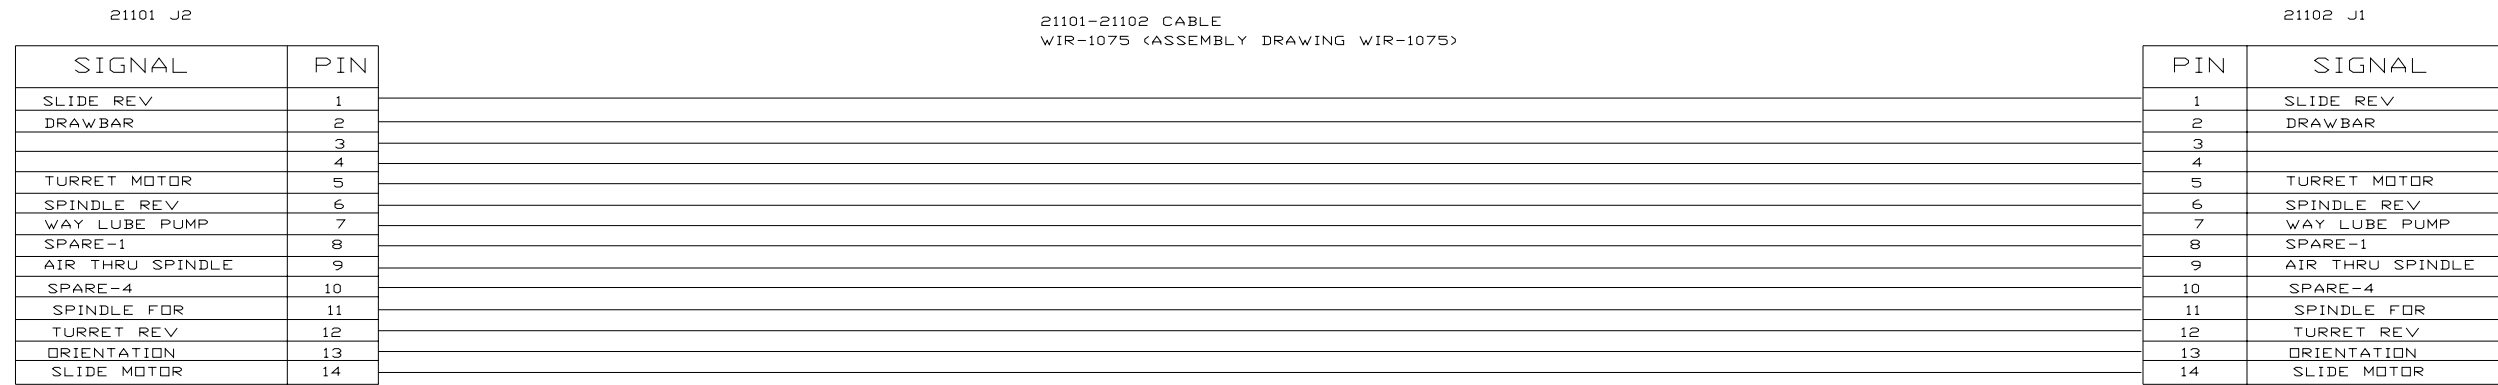 21101 J2
21101-21102 CABLE
WIR-1075 (ASSEMBLY DRAWING WIR-1075)
21102 J1
SIGNAL PIN PIN SIGNAL
SLIDE REV 1 1 SLIDE REV
DRAWBAR 2 2 DRAWBAR
3 3
4 4
TURRET MOTOR 5 5 TURRET MOTOR
SPINDLE REV 6 6 SPINDLE REV
WAY LUBE PUMP 7 7 WAY LUBE PUMP
SPARE-1 8 8 SPARE-1
AIR THRU SPINDLE 9 9 AIR THRU SPINDLE
SPARE-4 10 10 SPARE-4
SPINDLE FOR 11 11 SPINDLE FOR
TURRET REV 12 12 TURRET REV
ORIENTATION 13 13 ORIENTATION
SLIDE MOTOR 14 14 SLIDE MOTOR